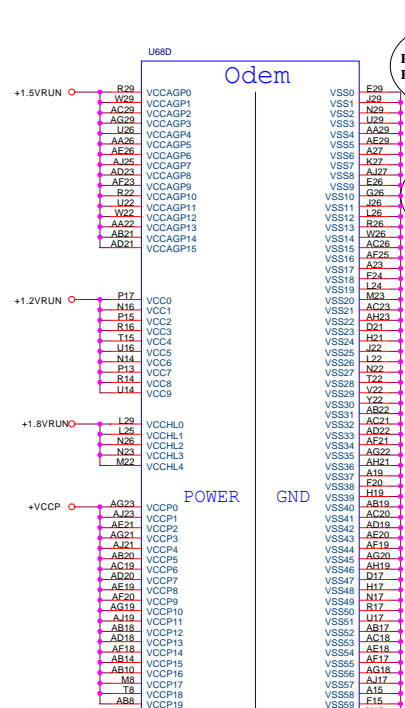 U68D
Odem
+1.5VRUN
R29 VCCAGP0
W29 VCCAGP1
AC29 VCCAGP2
AG29 VCCAGP3
U26 VCCAGP4
AA26 VCCAGP5
AE26 VCCAGP6
AJ25 VCCAGP7
AD23 VCCAGP8
AF23 VCCAGP9
R22 VCCAGP10
U22 VCCAGP11
W22 VCCAGP12
AA22 VCCAGP13
AB21 VCCAGP14
AD21 VCCAGP15
+1.2VRUN
P17 VCC0
N16 VCC1
P15 VCC2
R16 VCC3
T15 VCC4
U16 VCC5
N14 VCC6
P13 VCC7
R14 VCC8
U14 VCC9
+1.8VRUN
L29 VCCHL0
L25 VCCHL1
N26 VCCHL2
N23 VCCHL3
M22 VCCHL4
POWER
GND
+VCCP
AG23 VCCP0
AJ23 VCCP1
AE21 VCCP2
AG21 VCCP3
AJ21 VCCP4
AB20 VCCP5
AC19 VCCP6
AD20 VCCP7
AE19 VCCP8
AF20 VCCP9
AG19 VCCP10
AJ19 VCCP11
AB18 VCCP12
AD18 VCCP13
AF18 VCCP14
AB14 VCCP15
AB10 VCCP16
M8 VCCP17
T8 VCCP18
AB8 VCCP19
VSS0 E29
VSS1 J29
VSS2 N29
VSS3 U29
VSS4 AA29
VSS5 AE29
VSS6 A27
VSS7 K27
VSS8 AJ27
VSS9 E26
VSS10 G26
VSS11 J26
VSS12 L26
VSS13 R26
VSS14 W26
VSS15 AC26
VSS16 AF25
VSS17 A23
VSS18 F24
VSS19 L24
VSS20 M23
VSS21 AC23
VSS22 AH23
VSS23 D21
VSS24 H21
VSS25 J22
VSS26 L22
VSS27 N22
VSS28 T22
VSS29 V22
VSS30 Y22
VSS31 AB22
VSS32 AC21
VSS33 AD22
VSS34 AF21
VSS35 AG22
VSS36 AH21
VSS37 A19
VSS38 F20
VSS39 H19
VSS40 AB19
VSS41 AC20
VSS42 AD19
VSS43 AE20
VSS44 AF19
VSS45 AG20
VSS46 AH19
VSS47 D17
VSS48 H17
VSS49 N17
VSS50 R17
VSS51 U17
VSS52 AB17
VSS53 AC18
VSS54 AE18
VSS55 AF17
VSS56 AG18
VSS57 AJ17
VSS58 A15
VSS59 F15